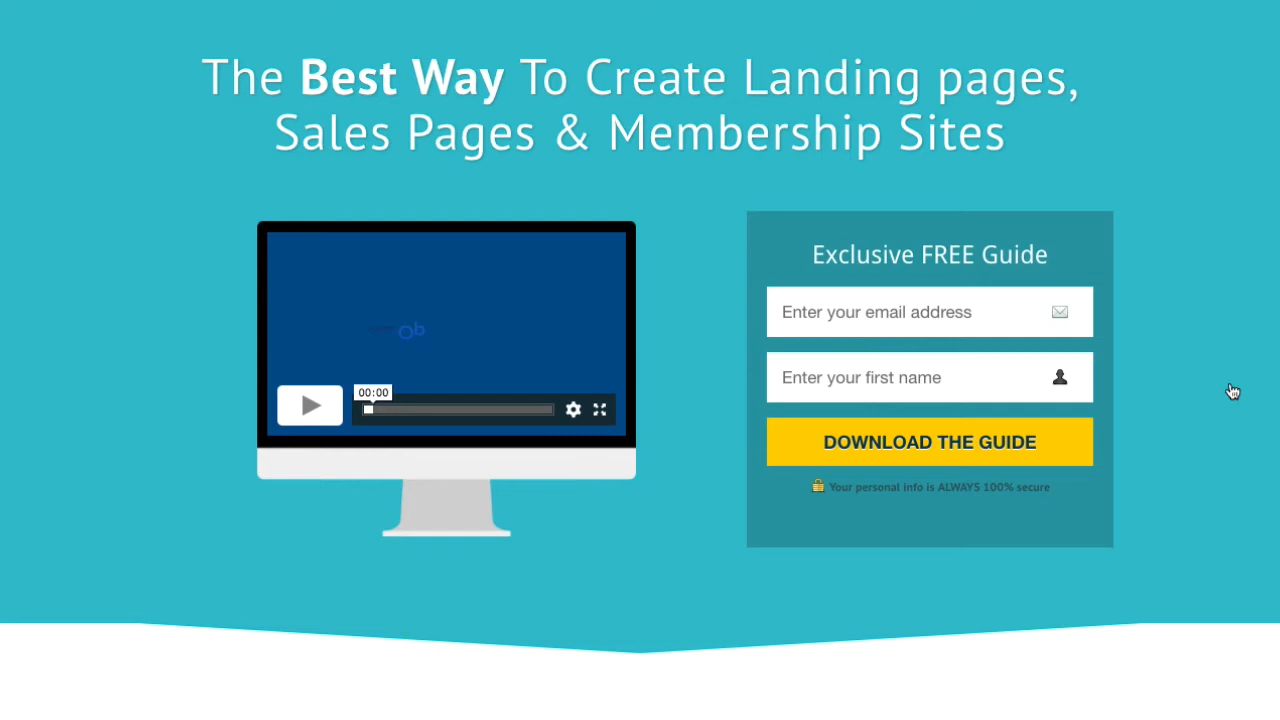 The Best Way To Create Landing pages,
Sales Pages & Membership Sites
00:00
Exclusive FREE Guide
Enter your email address
Enter your first name
DOWNLOAD THE GUIDE
Your personal info is ALWAYS 100% secure